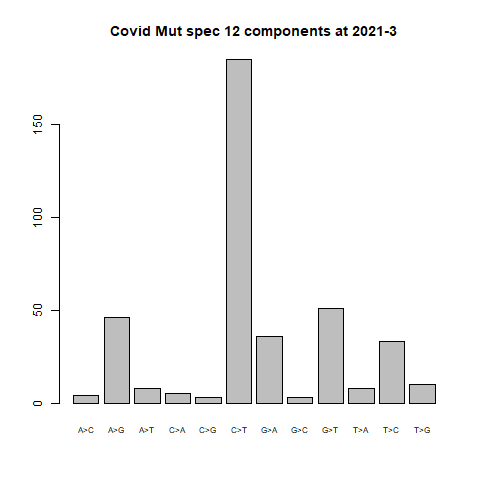 Covid Mut spec 12 components at 2021-3
150
100
50
0
A>C A>G A>T C>A C>G C>T G>A G>C G>T T>A T>C T>G